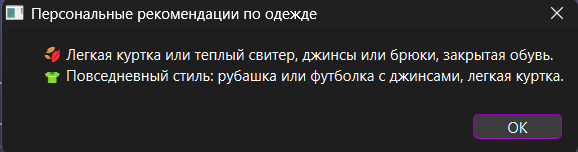 Персональные рекомендации по одежде
🍂 Легкая куртка или теплый свитер, джинсы или брюки, закрытая обувь.
👕 Повседневный стиль: рубашка или футболка с джинсами, легкая куртка.
OK